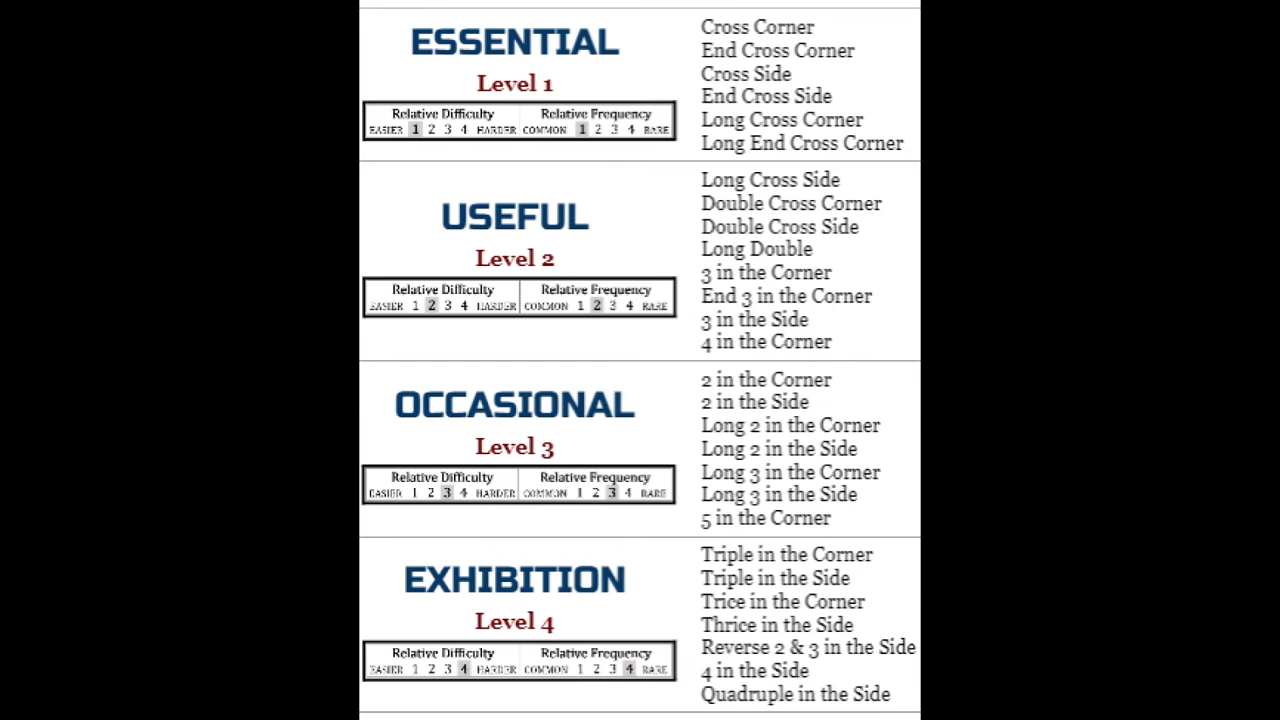 ESSENTIAL
Level 1
Relative Difficulty Relative Frequency
EASIER 1 2 3 4 HARDER COMMON 1 2 3 4 RARE
Cross Corner
End Cross Corner
Cross Side
End Cross Side
Long Cross Corner
Long End Cross Corner
USEFUL
Level 2
Relative Difficulty Relative Frequency
EASIER 1 2 3 4 HARDER COMMON 1 2 3 4 RARE
Long Cross Side
Double Cross Corner
Double Cross Side
Long Double
3 in the Corner
End 3 in the Corner
3 in the Side
4 in the Corner
OCCASIONAL
Level 3
Relative Difficulty Relative Frequency
EASIER 1 2 3 4 HARDER COMMON 1 2 3 4 RARE
2 in the Corner
2 in the Side
Long 2 in the Corner
Long 2 in the Side
Long 3 in the Corner
Long 3 in the Side
5 in the Corner
EXHIBITION
Level 4
Relative Difficulty Relative Frequency
EASIER 1 2 3 4 HARDER COMMON 1 2 3 4 RARE
Triple in the Corner
Triple in the Side
Trice in the Corner
Thrice in the Side
Reverse 2 & 3 in the Side
4 in the Side
Quadruple in the Side